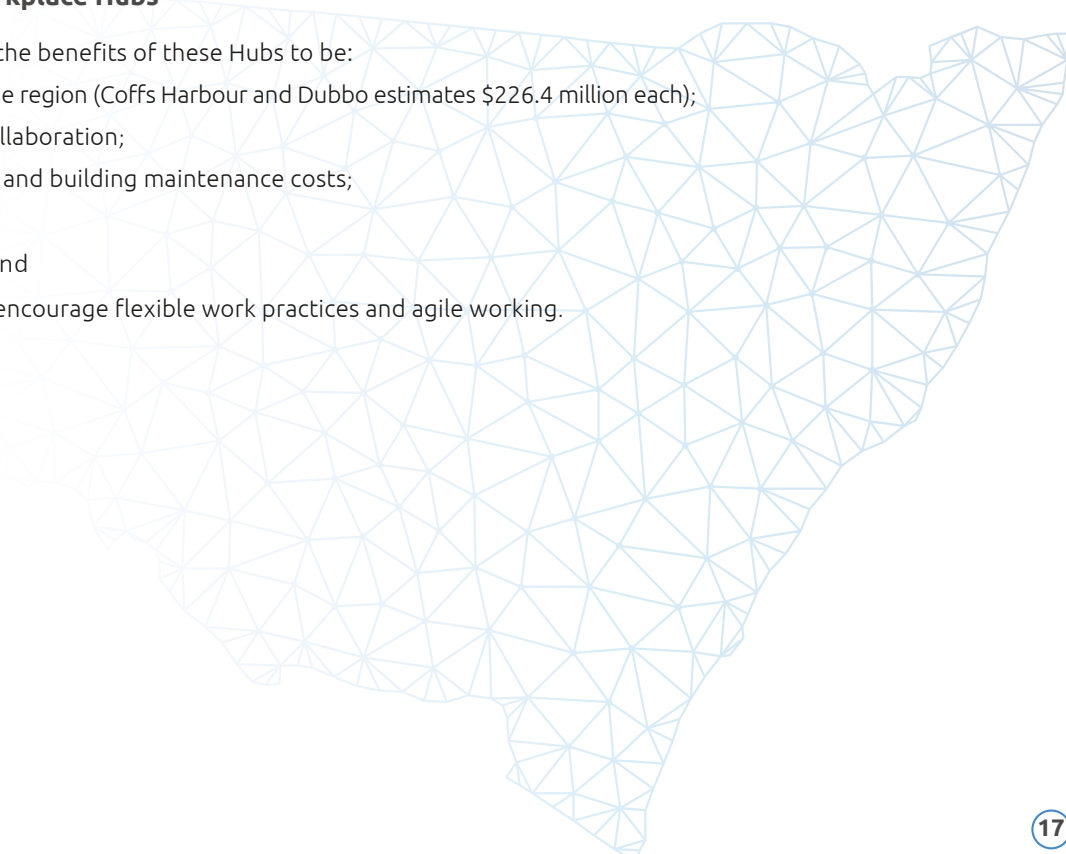 kplace Hubs
the benefits of these Hubs to be:
e region (Coffs Harbour and Dubbo estimates $226.4 million each);
llaboration;
and building maintenance costs;
nd
encourage flexible work practices and agile working.
17